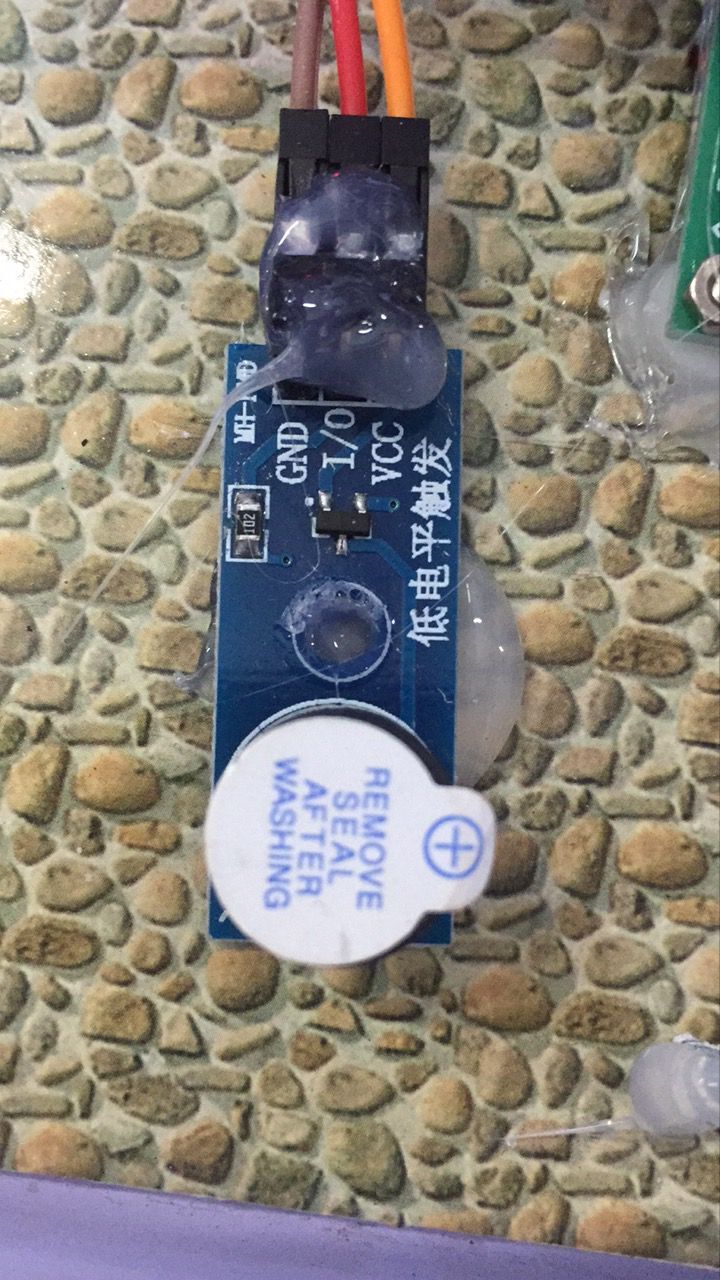 GND
I/O
VCC
低电平触发
102
REMOVE
SEAL
AFTER
WASHING